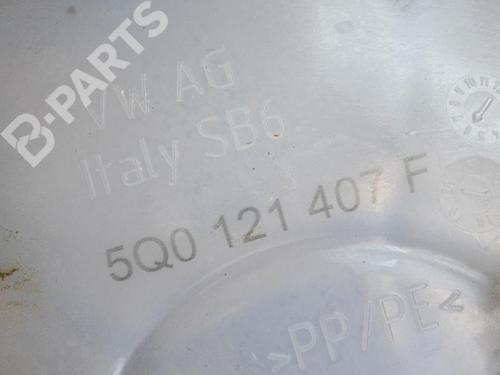 B-PARTS
VW AG
Italy SB6
5Q0 121 407 F
>PP/PE<